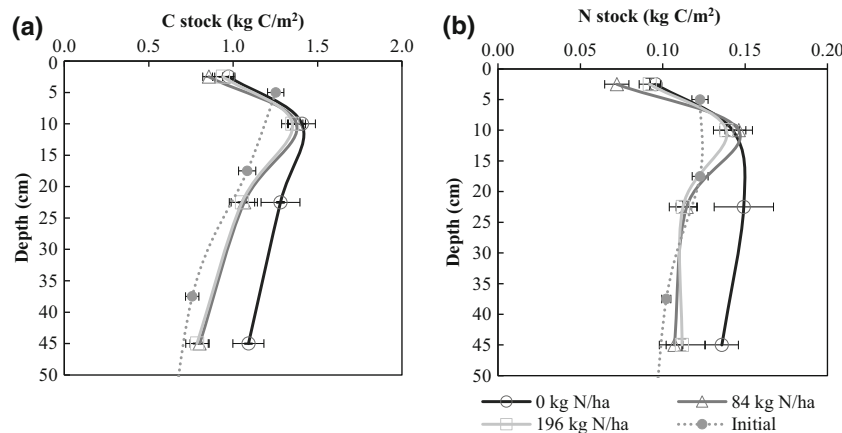 (a)
C stock (kg C/m²)
0.0 0.5 1.0 1.5 2.0
0
5
10
15
20
25
30
35
40
45
50
Depth (cm)
(b)
N stock (kg C/m²)
0.00 0.05 0.10 0.15 0.20
0
5
10
15
20
25
30
35
40
45
50
Depth (cm)
0 kg N/ha 84 kg N/ha
196 kg N/ha Initial